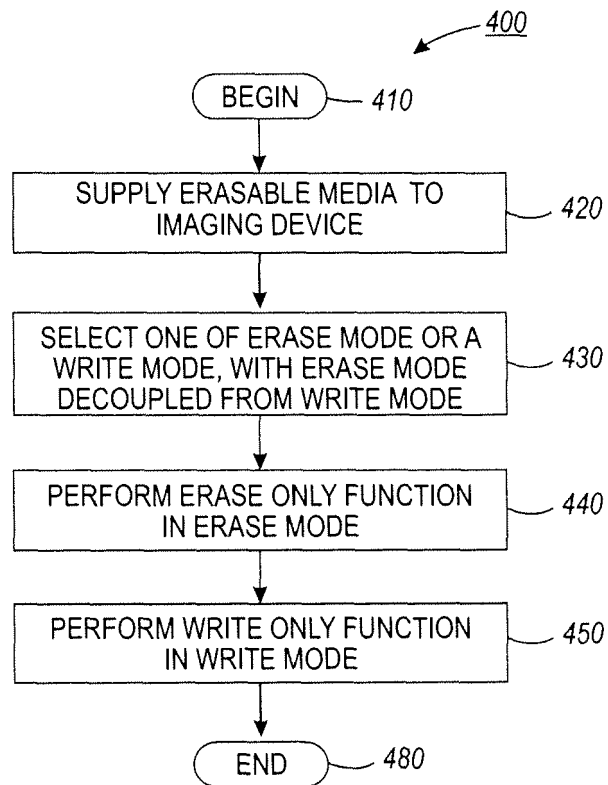 400
BEGIN
410
SUPPLY ERASABLE MEDIA TO
IMAGING DEVICE
420
SELECT ONE OF ERASE MODE OR A
WRITE MODE, WITH ERASE MODE
DECOUPLED FROM WRITE MODE
430
PERFORM ERASE ONLY FUNCTION
IN ERASE MODE
440
PERFORM WRITE ONLY FUNCTION
IN WRITE MODE
450
END
480